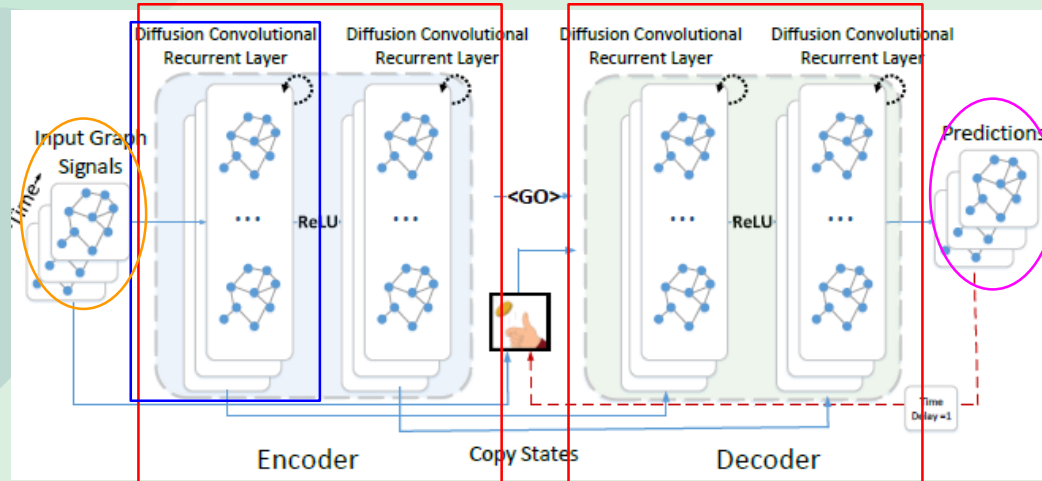 Diffusion Convolutional
Recurrent Layer
Diffusion Convolutional
Recurrent Layer
Diffusion Convolutional
Recurrent Layer
Diffusion Convolutional
Recurrent Layer
Input Graph
Signals
Time
Predictions
...
ReLU
...
<GO>
...
ReLU
...
Time
Delay =1
Encoder
Copy States
Decoder